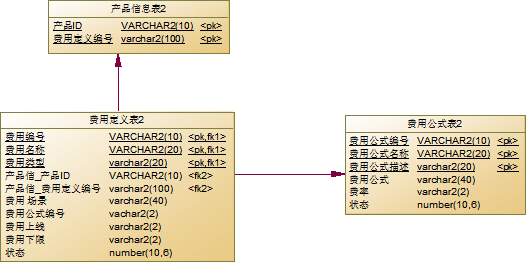 产品信息表2
产品ID VARCHAR2(10) <pk>
费用定义编号 varchar2(100) <pk>
费用定义表2
费用编号 VARCHAR2(10) <pk,fk1>
费用名称 VARCHAR2(20) <pk,fk1>
费用类型 varchar2(20) <pk,fk1>
产品信_产品ID VARCHAR2(10) <fk2>
产品信_费用定义编号 varchar2(100) <fk2>
费用 场景 varchar2(40)
费用公式编号 vachar2(2)
费用上线 varchar2(2)
费用下限 varchar2(2)
状态 number(10,6)
费用公式表2
费用公式编号 VARCHAR2(10) <pk>
费用公式名称 VARCHAR2(20) <pk>
费用公式描述 varchar2(20) <pk>
费用公式 varchar2(40)
费率 varchar2(2)
状态 number(10,6)